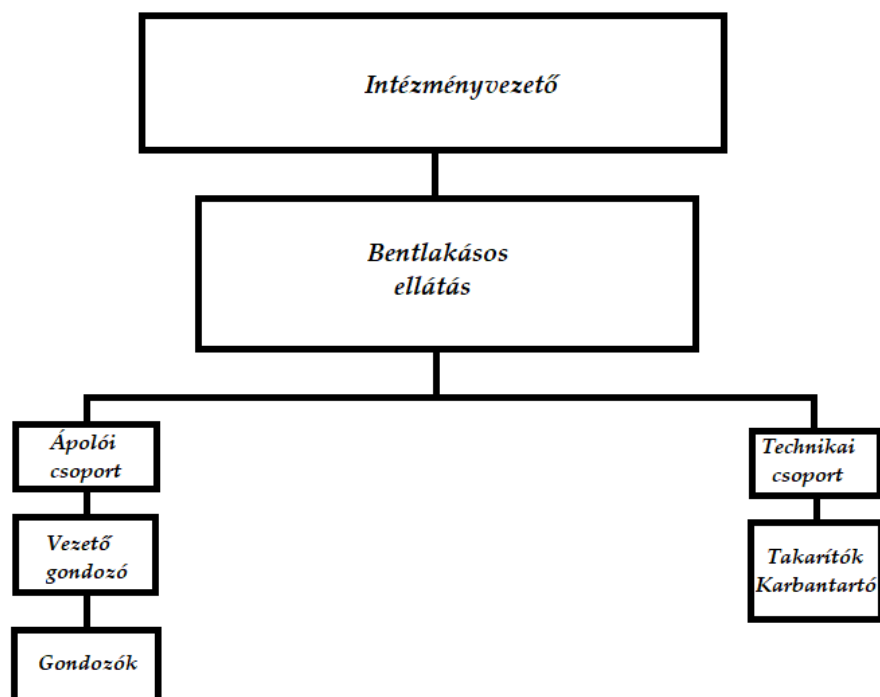 Intézményvezető
Bentlakásos
ellátás
Ápolói
csoport
Vezető
gondozó
Gondozók
Technikai
csoport
Takarítók
Karbantartó